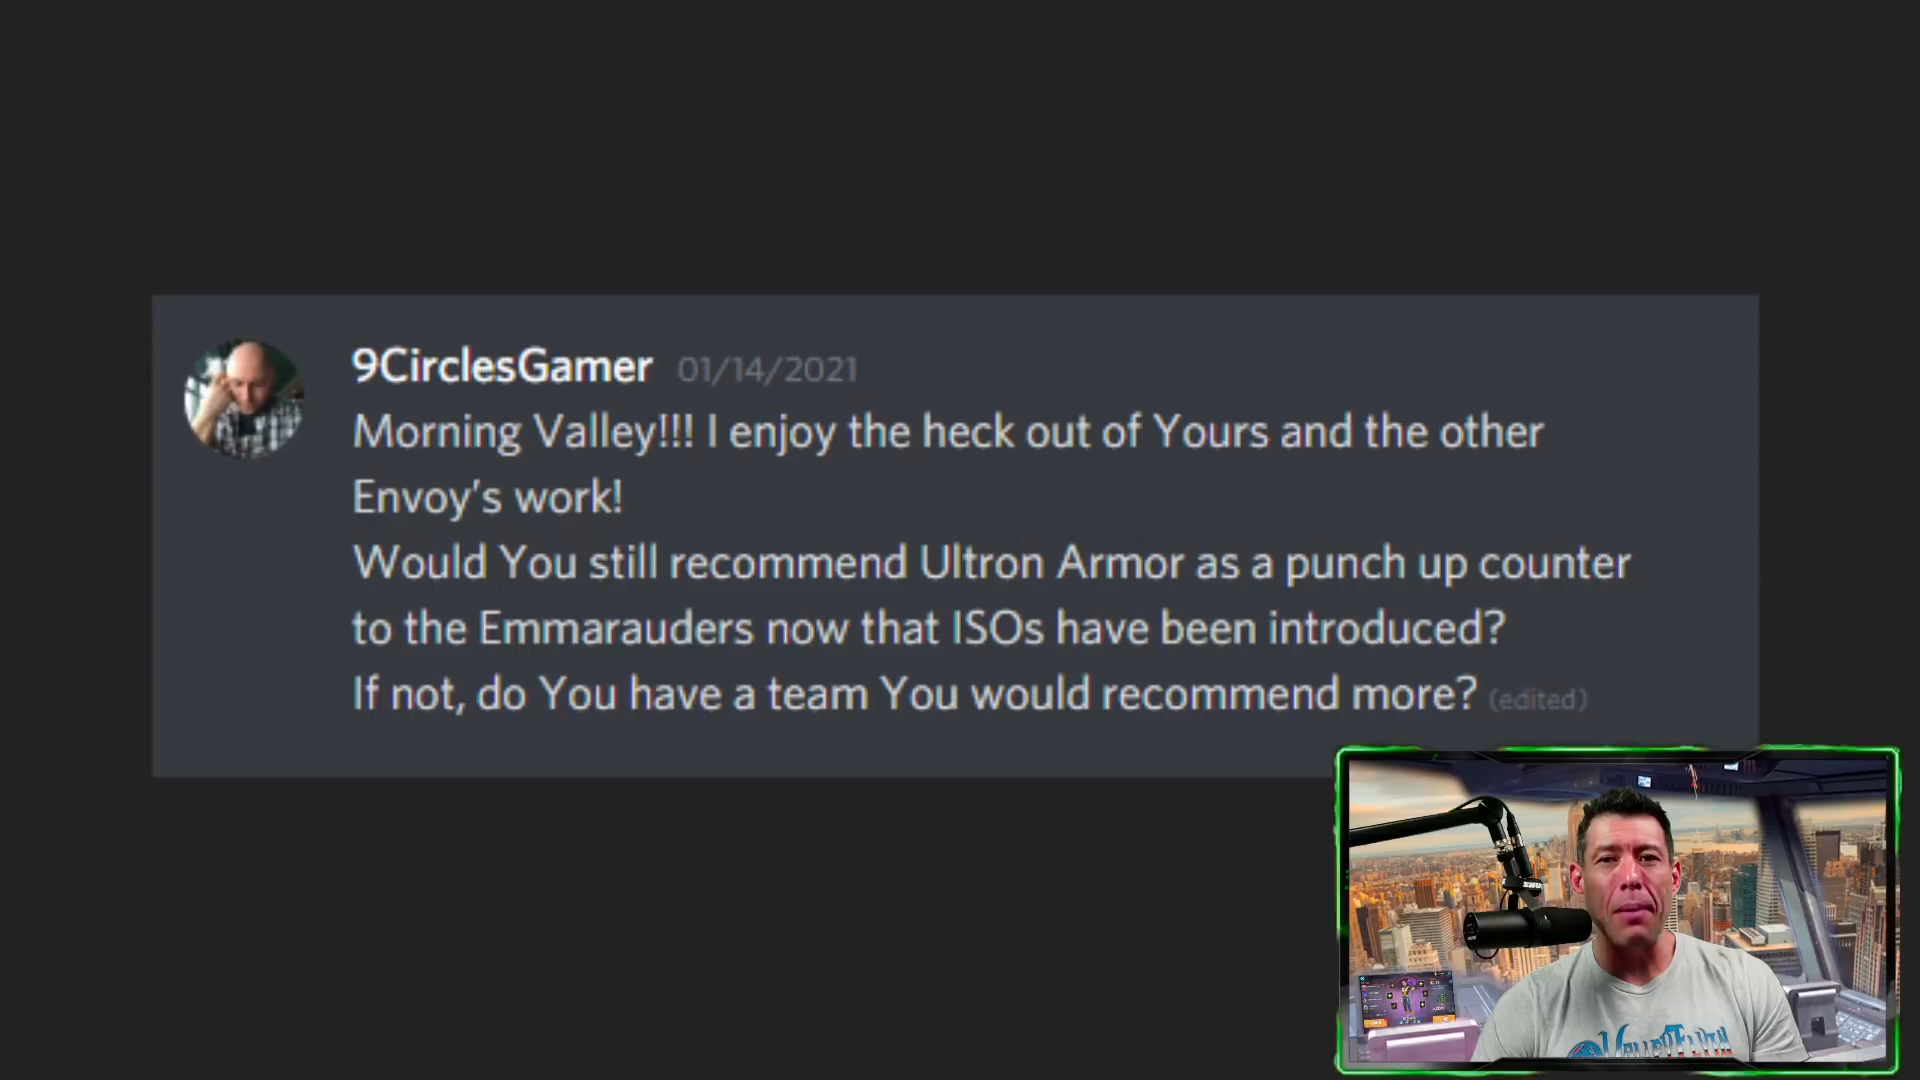 9CirclesGamer 01/14/2021
Morning Valley!!! I enjoy the heck out of Yours and the other
Envoy's work!
Would You still recommend Ultron Armor as a punch up counter
to the Emmarauders now that ISOs have been introduced?
If not, do You have a team You would recommend more? (edited)